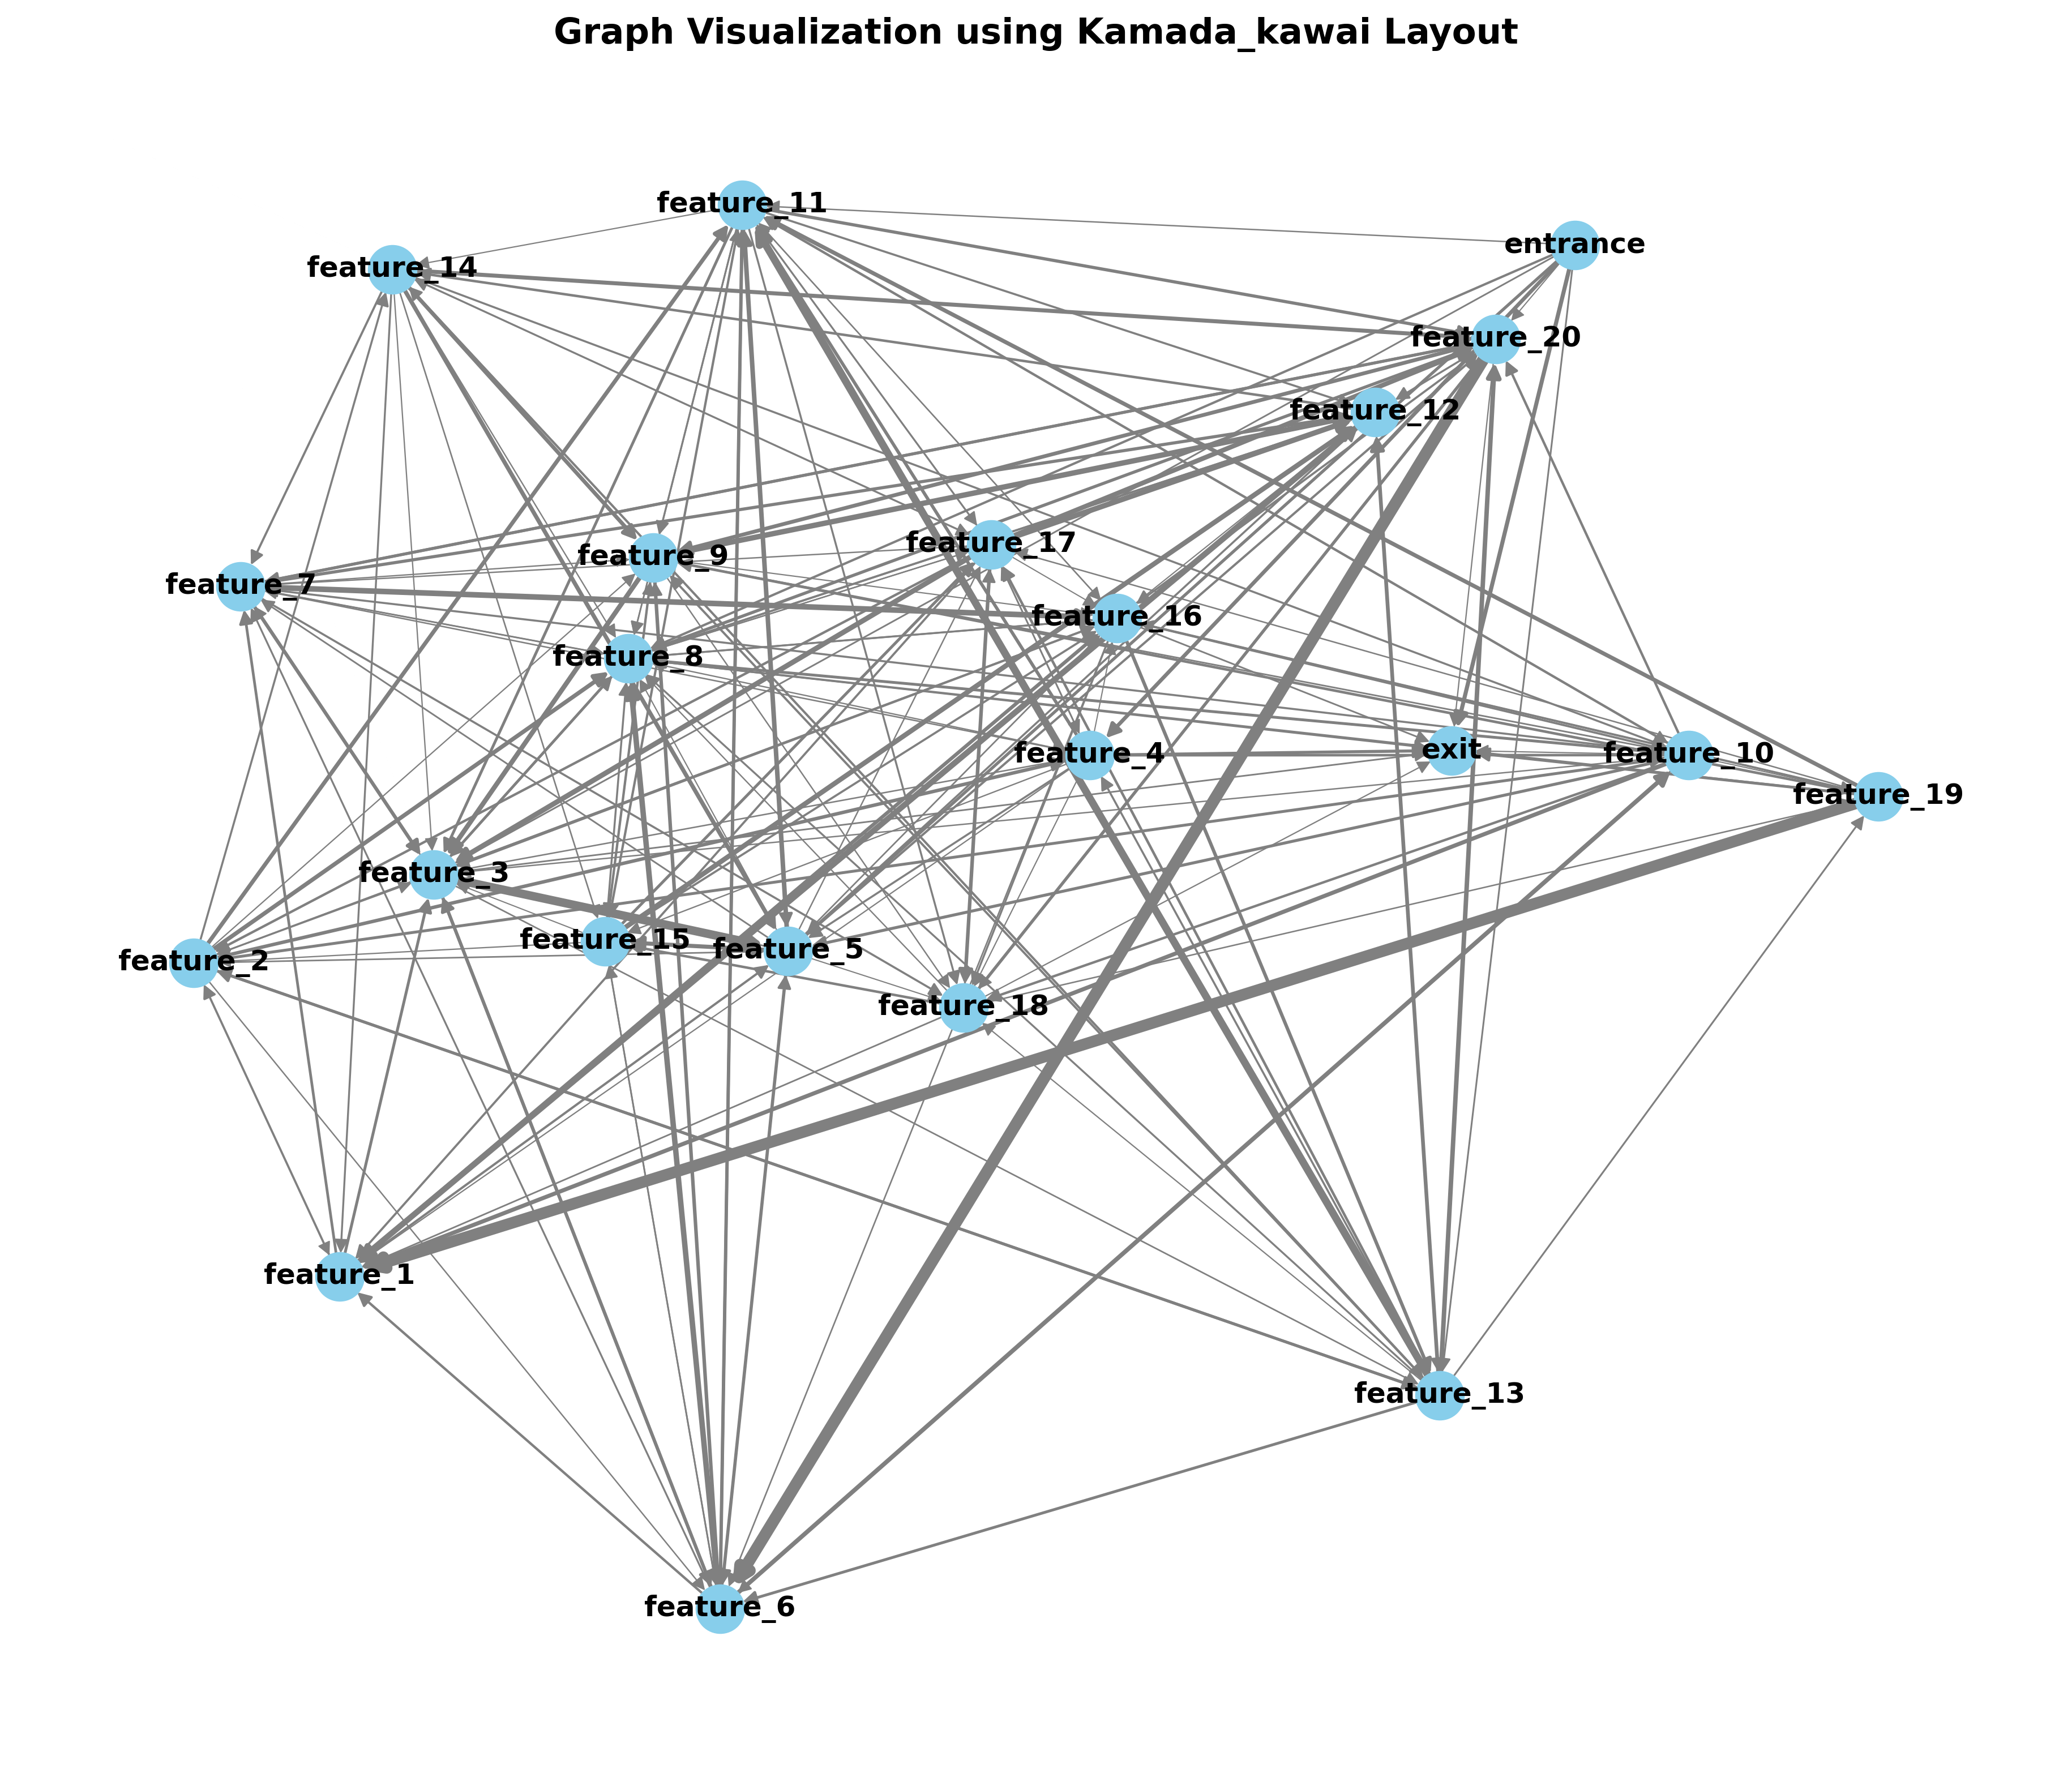 Graph Visualization using Kamada_kawai Layout
feature_11
entrance
feature_14
feature_20
feature_12
feature_17
feature_9
feature_7
feature_16
feature_8
feature_4
exit
feature_10
feature_19
feature_3
feature_15
feature_5
feature_2
feature_18
feature_1
feature_13
feature_6